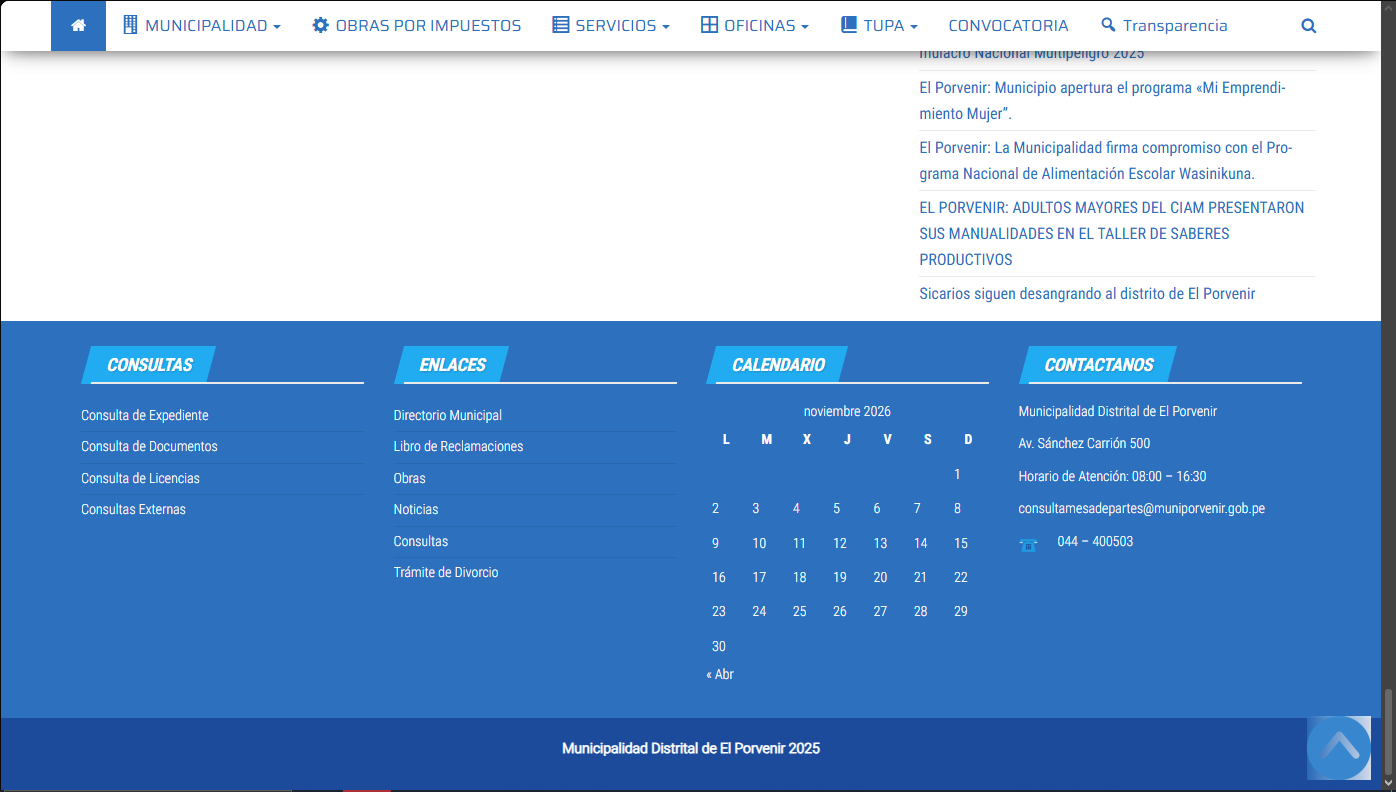 MUNICIPALIDAD OBRAS POR IMPUESTOS SERVICIOS OFICINAS TUPA CONVOCATORIA Transparencia
mulacro Nacional Multipeligro 2025
El Porvenir: Municipio apertura el programa «Mi Emprendi-
miento Mujer”.
El Porvenir: La Municipalidad firma compromiso con el Pro-
grama Nacional de Alimentación Escolar Wasinikuna.
EL PORVENIR: ADULTOS MAYORES DEL CIAM PRESENTARON
SUS MANUALIDADES EN EL TALLER DE SABERES
PRODUCTIVOS
Sicarios siguen desangrando al distrito de El Porvenir
CONSULTAS
Consulta de Expediente
Consulta de Documentos
Consulta de Licencias
Consultas Externas
ENLACES
Directorio Municipal
Libro de Reclamaciones
Obras
Noticias
Consultas
Trámite de Divorcio
CALENDARIO
noviembre 2026
L M X J V S D
1
2 3 4 5 6 7 8
9 10 11 12 13 14 15
16 17 18 19 20 21 22
23 24 25 26 27 28 29
30
« Abr
CONTACTANOS
Municipalidad Distrital de El Porvenir
Av. Sánchez Carrión 500
Horario de Atención: 08:00 – 16:30
consultamesadepartes@muniporvenir.gob.pe
044 – 400503
Municipalidad Distrital de El Porvenir 2025